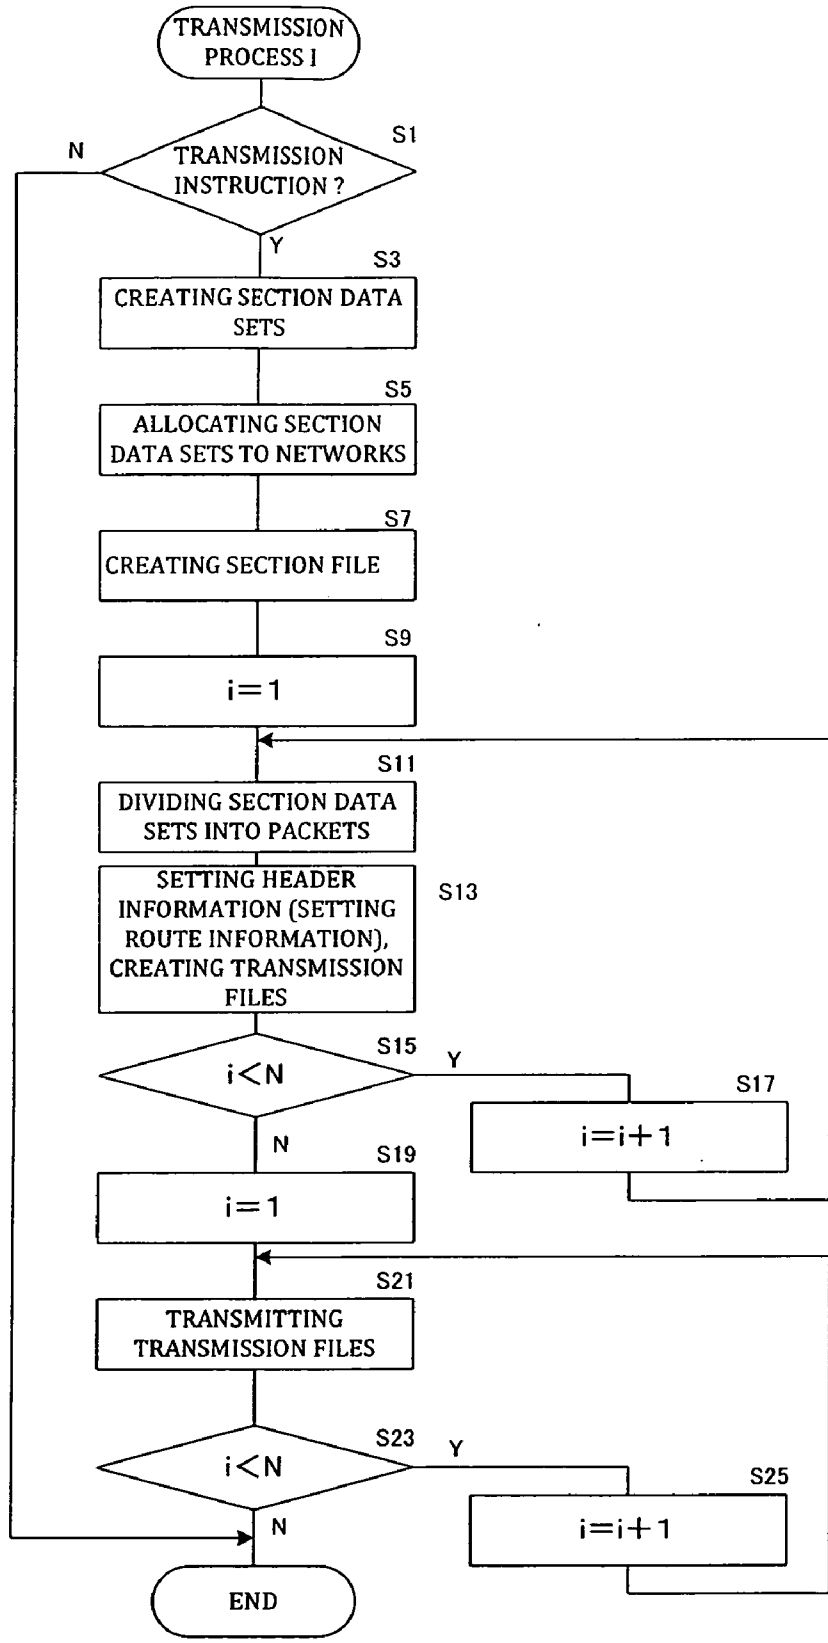 TRANSMISSION
PROCESS I
S1
N
TRANSMISSION
INSTRUCTION ?
Y
S3
CREATING SECTION DATA
SETS
S5
ALLOCATING SECTION
DATA SETS TO NETWORKS
S7
CREATING SECTION FILE
S9
i=1
S11
DIVIDING SECTION DATA
SETS INTO PACKETS
S13
SETTING HEADER
INFORMATION (SETTING
ROUTE INFORMATION),
CREATING TRANSMISSION
FILES
S15
i<N
Y
S17
i=i+1
N
S19
i=1
S21
TRANSMITTING
TRANSMISSION FILES
S23
i<N
Y
S25
i=i+1
N
END